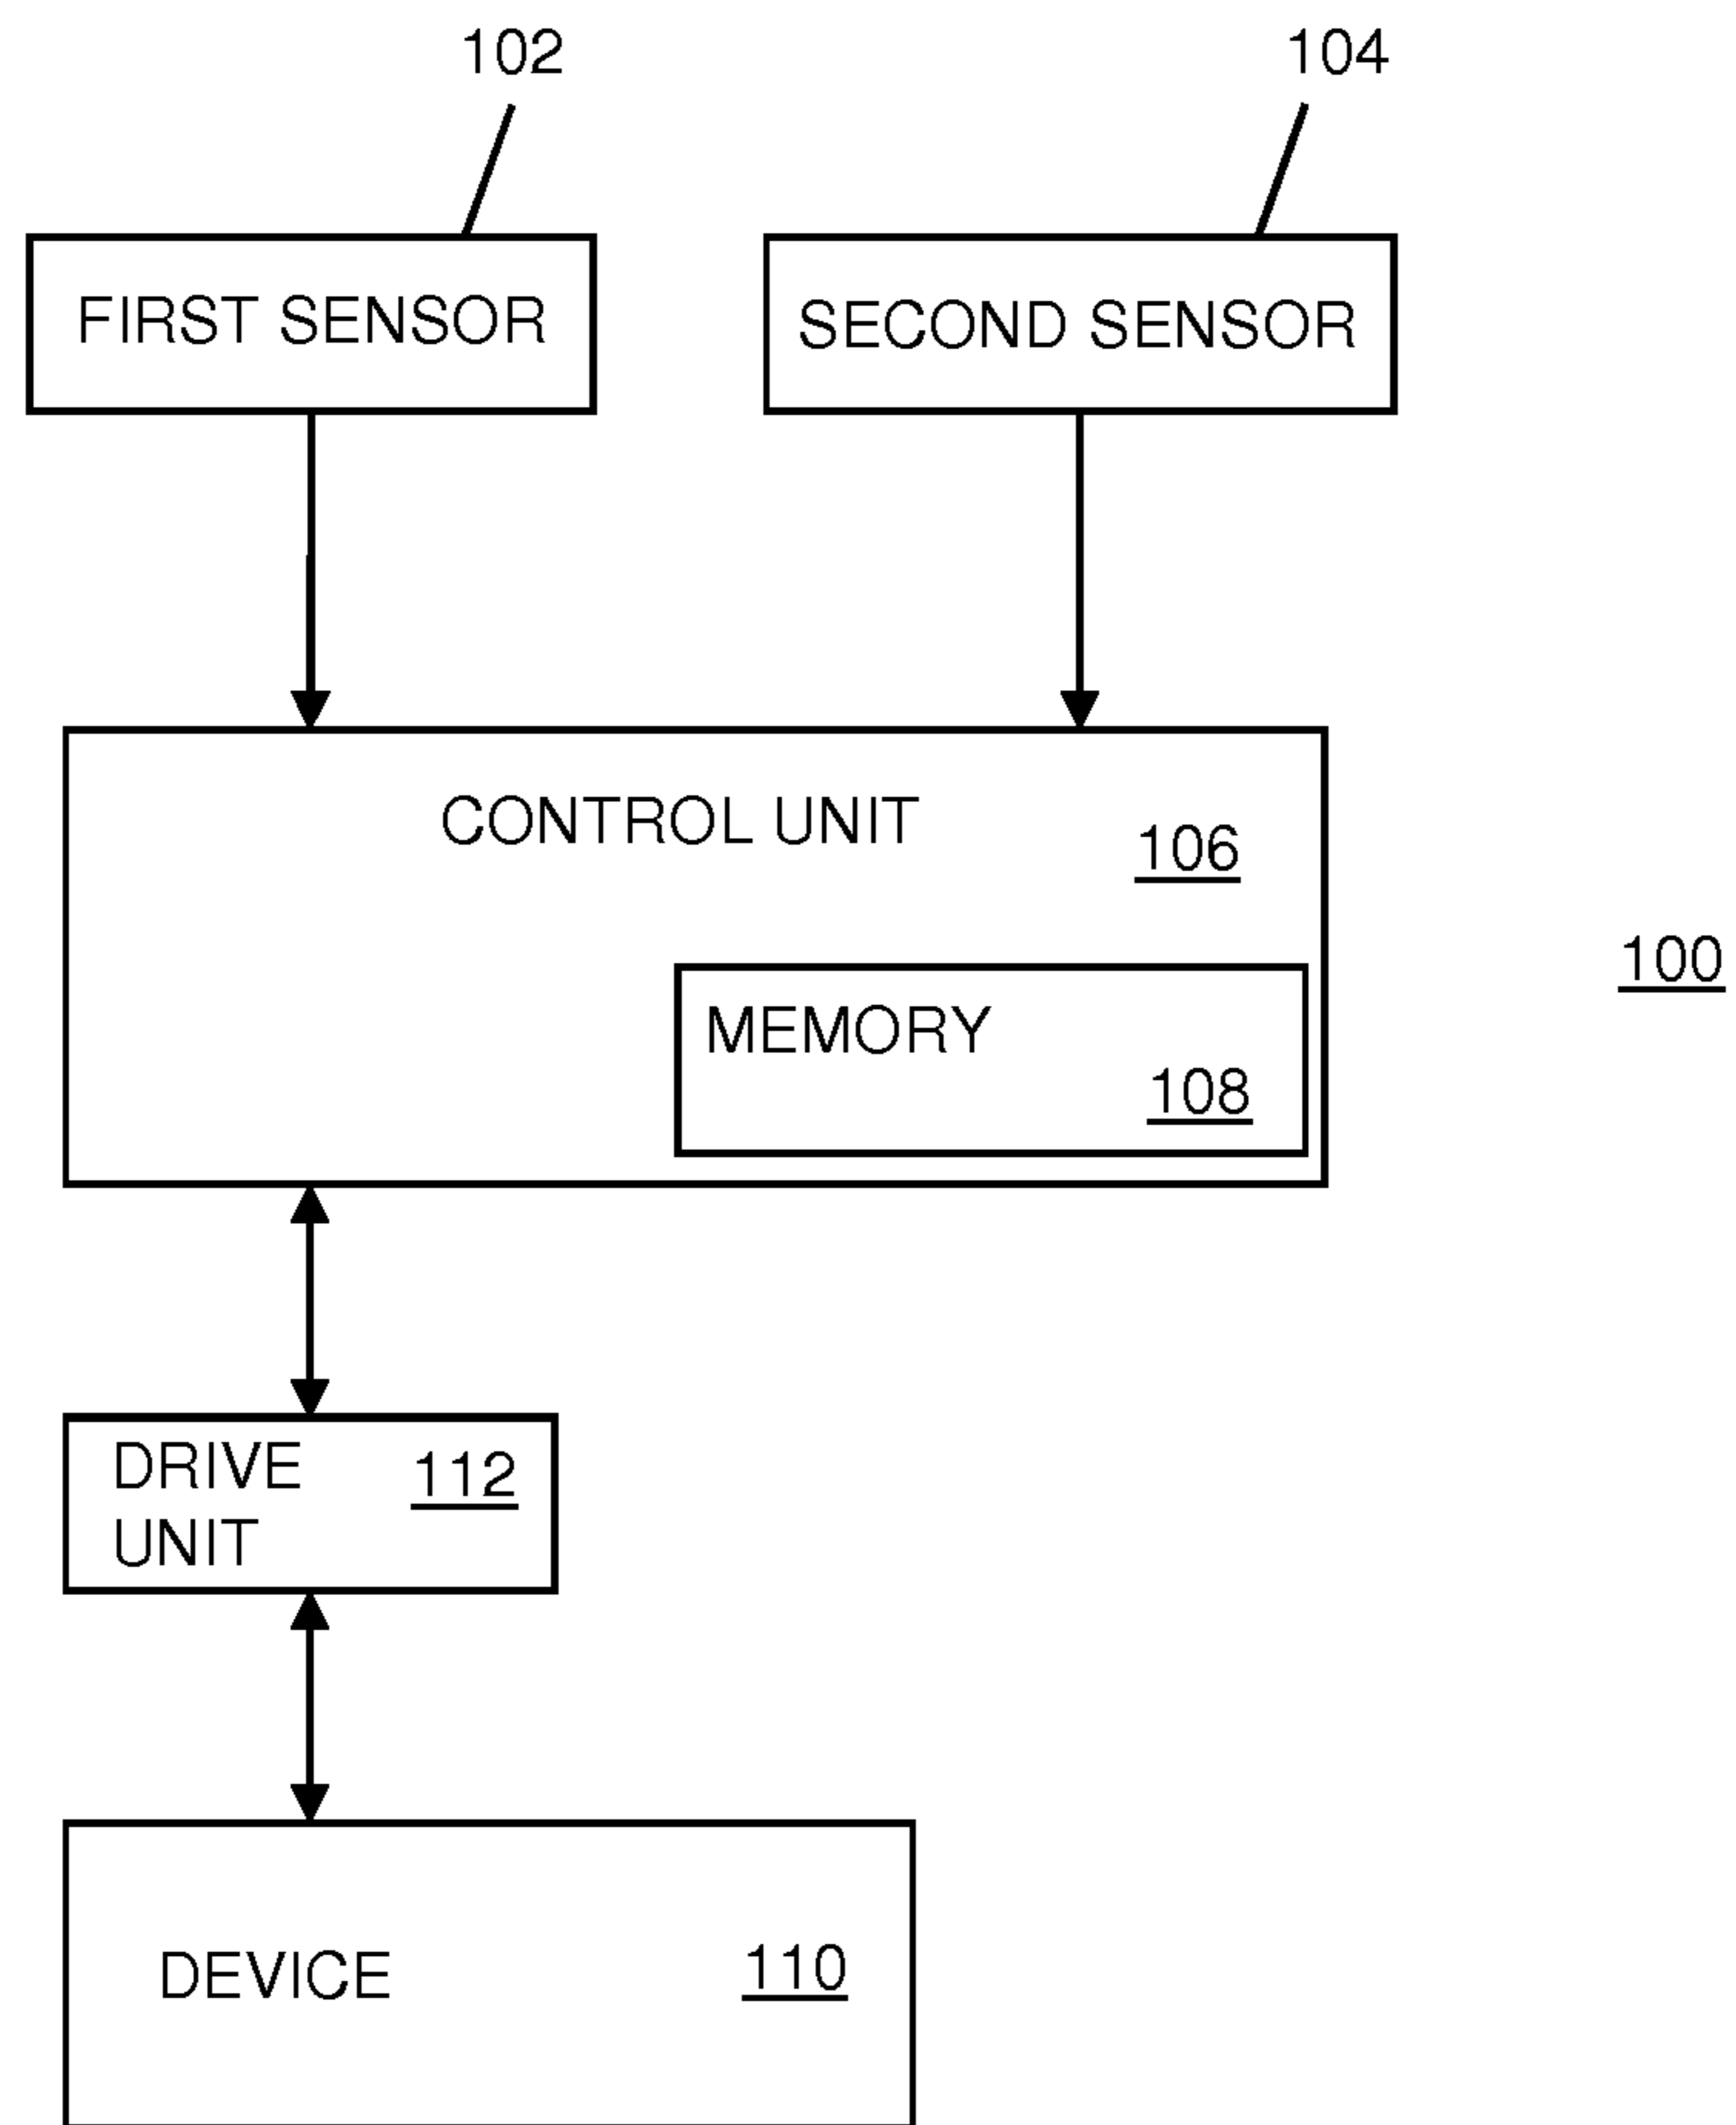 102
104
FIRST SENSOR
SECOND SENSOR
CONTROL UNIT
106
100
MEMORY
108
DRIVE
UNIT
112
DEVICE
110